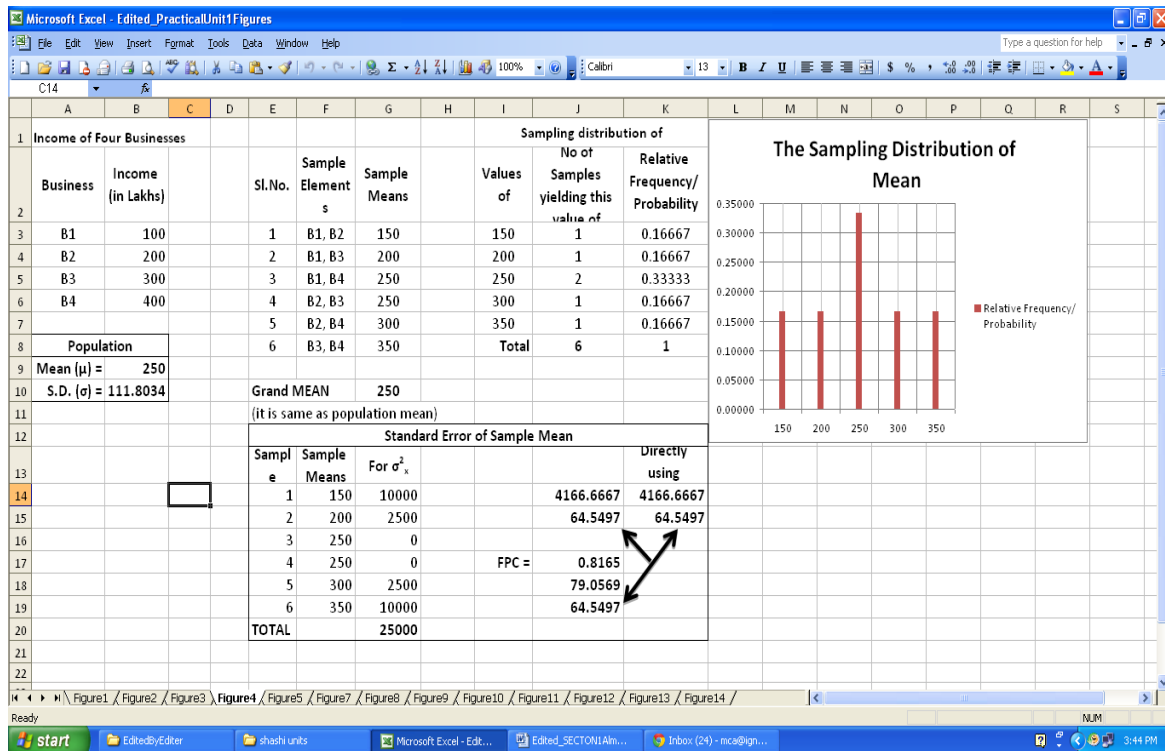 Microsoft Excel - Edited_PracticalUnit1Figures
File Edit View Insert Format Tools Data Window Help
Type a question for help
100% Calibri 13 B I U $ % ,
C14 fx
A B C D E F G H I J K L M N O P Q R S
1 Income of Four Businesses Sampling distribution of
2 Business Income (in Lakhs) Sl.No. Sample Elements Sample Means Values of No of Samples yielding this value of Relative Frequency/ Probability
3 B1 100 1 B1, B2 150 150 1 0.16667
4 B2 200 2 B1, B3 200 200 1 0.16667
5 B3 300 3 B1, B4 250 250 2 0.33333
6 B4 400 4 B2, B3 250 300 1 0.16667
7 5 B2, B4 300 350 1 0.16667
8 Population 6 B3, B4 350 Total 6 1
9 Mean (μ) = 250
10 S.D. (σ) = 111.8034 Grand MEAN 250
11 (it is same as population mean)
12 Standard Error of Sample Mean
13 Sample Sample Means For σ²ₓ Directly using
14 1 150 10000 4166.6667 4166.6667
15 2 200 2500 64.5497 64.5497
16 3 250 0
17 4 250 0 FPC = 0.8165
18 5 300 2500 79.0569
19 6 350 10000 64.5497
20 TOTAL 25000
21
22
The Sampling Distribution of
Mean
0.35000
0.30000
0.25000
0.20000
0.15000
0.10000
0.05000
0.00000
150 200 250 300 350
Relative Frequency/
Probability
Figure1 / Figure2 / Figure3 \ Figure4 / Figure5 / Figure7 / Figure8 / Figure9 / Figure10 / Figure11 / Figure12 / Figure13 / Figure14 /
Ready NUM
start EditedByEditer shashi units Microsoft Excel - Edit... Edited_SECTON1Alm... Inbox (24) - mca@ign... 3:44 PM